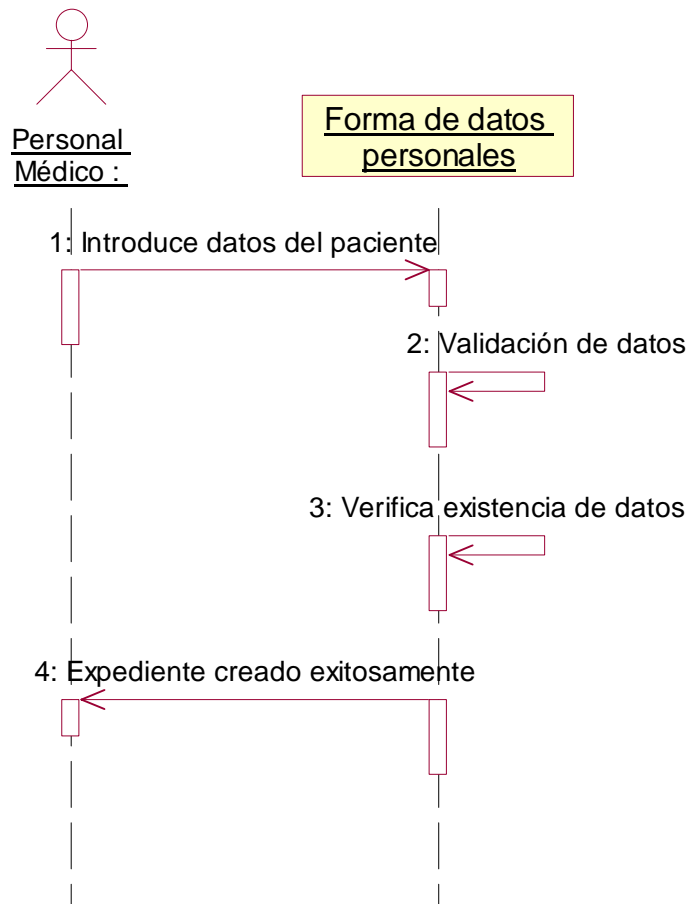 Personal
Médico :
Forma de datos
personales
1: Introduce datos del paciente
2: Validación de datos
3: Verifica existencia de datos
4: Expediente creado exitosamente